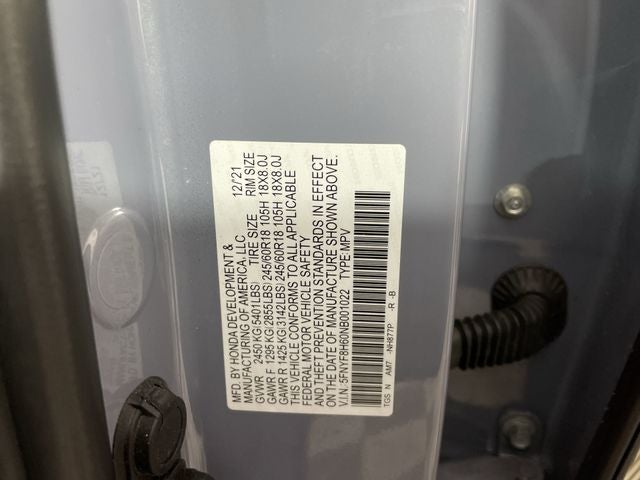 MFD. BY HONDA DEVELOPMENT & 12/'21
MANUFACTURING OF AMERICA, LLC
GVWR 2450 KG(5401LBS) TIRE SIZE RIM SIZE
GAWR F 1295 KG(2855LBS) 245/60R18 105H 18X8.0J
GAWR R 1425 KG(3142LBS) 245/60R18 105H 18X8.0J
THIS VEHICLE CONFORMS TO ALL APPLICABLE
FEDERAL MOTOR VEHICLE SAFETY
AND THEFT PREVENTION STANDARDS IN EFFECT
ON THE DATE OF MANUFACTURE SHOWN ABOVE.
V.I.N.: 5FNYF8H60NB001022 TYPE:MPV
TGS N AM7 -NH877P -R -B